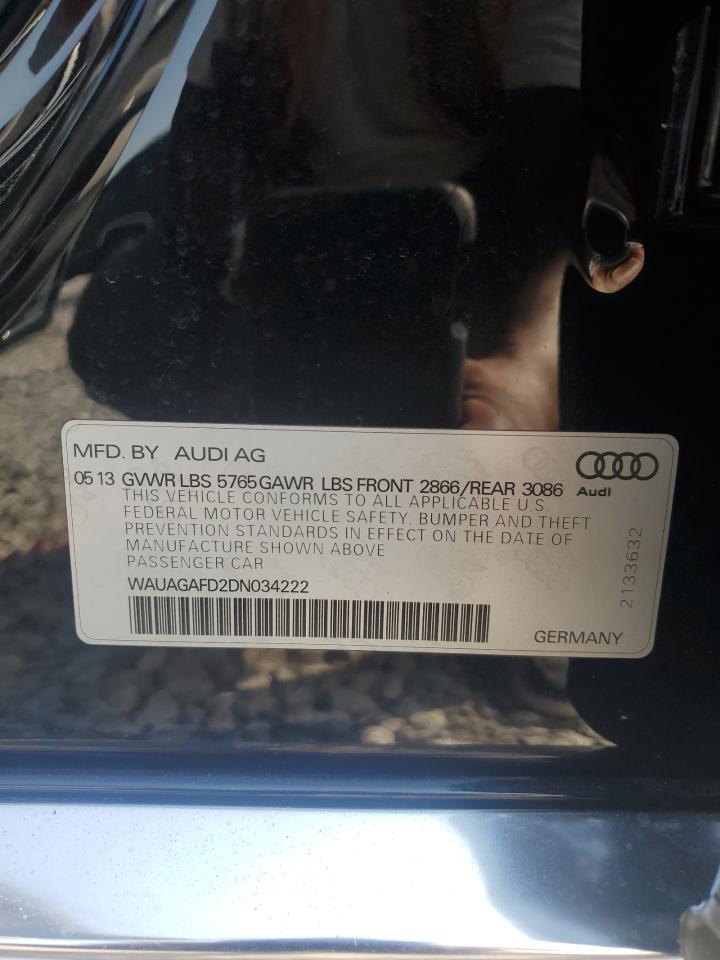 MFD. BY AUDI AG
05 13 GVWR LBS 5765 GAWR LBS FRONT 2866/REAR 3086
Audi
THIS VEHICLE CONFORMS TO ALL APPLICABLE U.S
FEDERAL MOTOR VEHICLE SAFETY, BUMPER AND THEFT
PREVENTION STANDARDS IN EFFECT ON THE DATE OF
MANUFACTURE SHOWN ABOVE
PASSENGER CAR
2133632
WAUAGAFD2DN034222
GERMANY